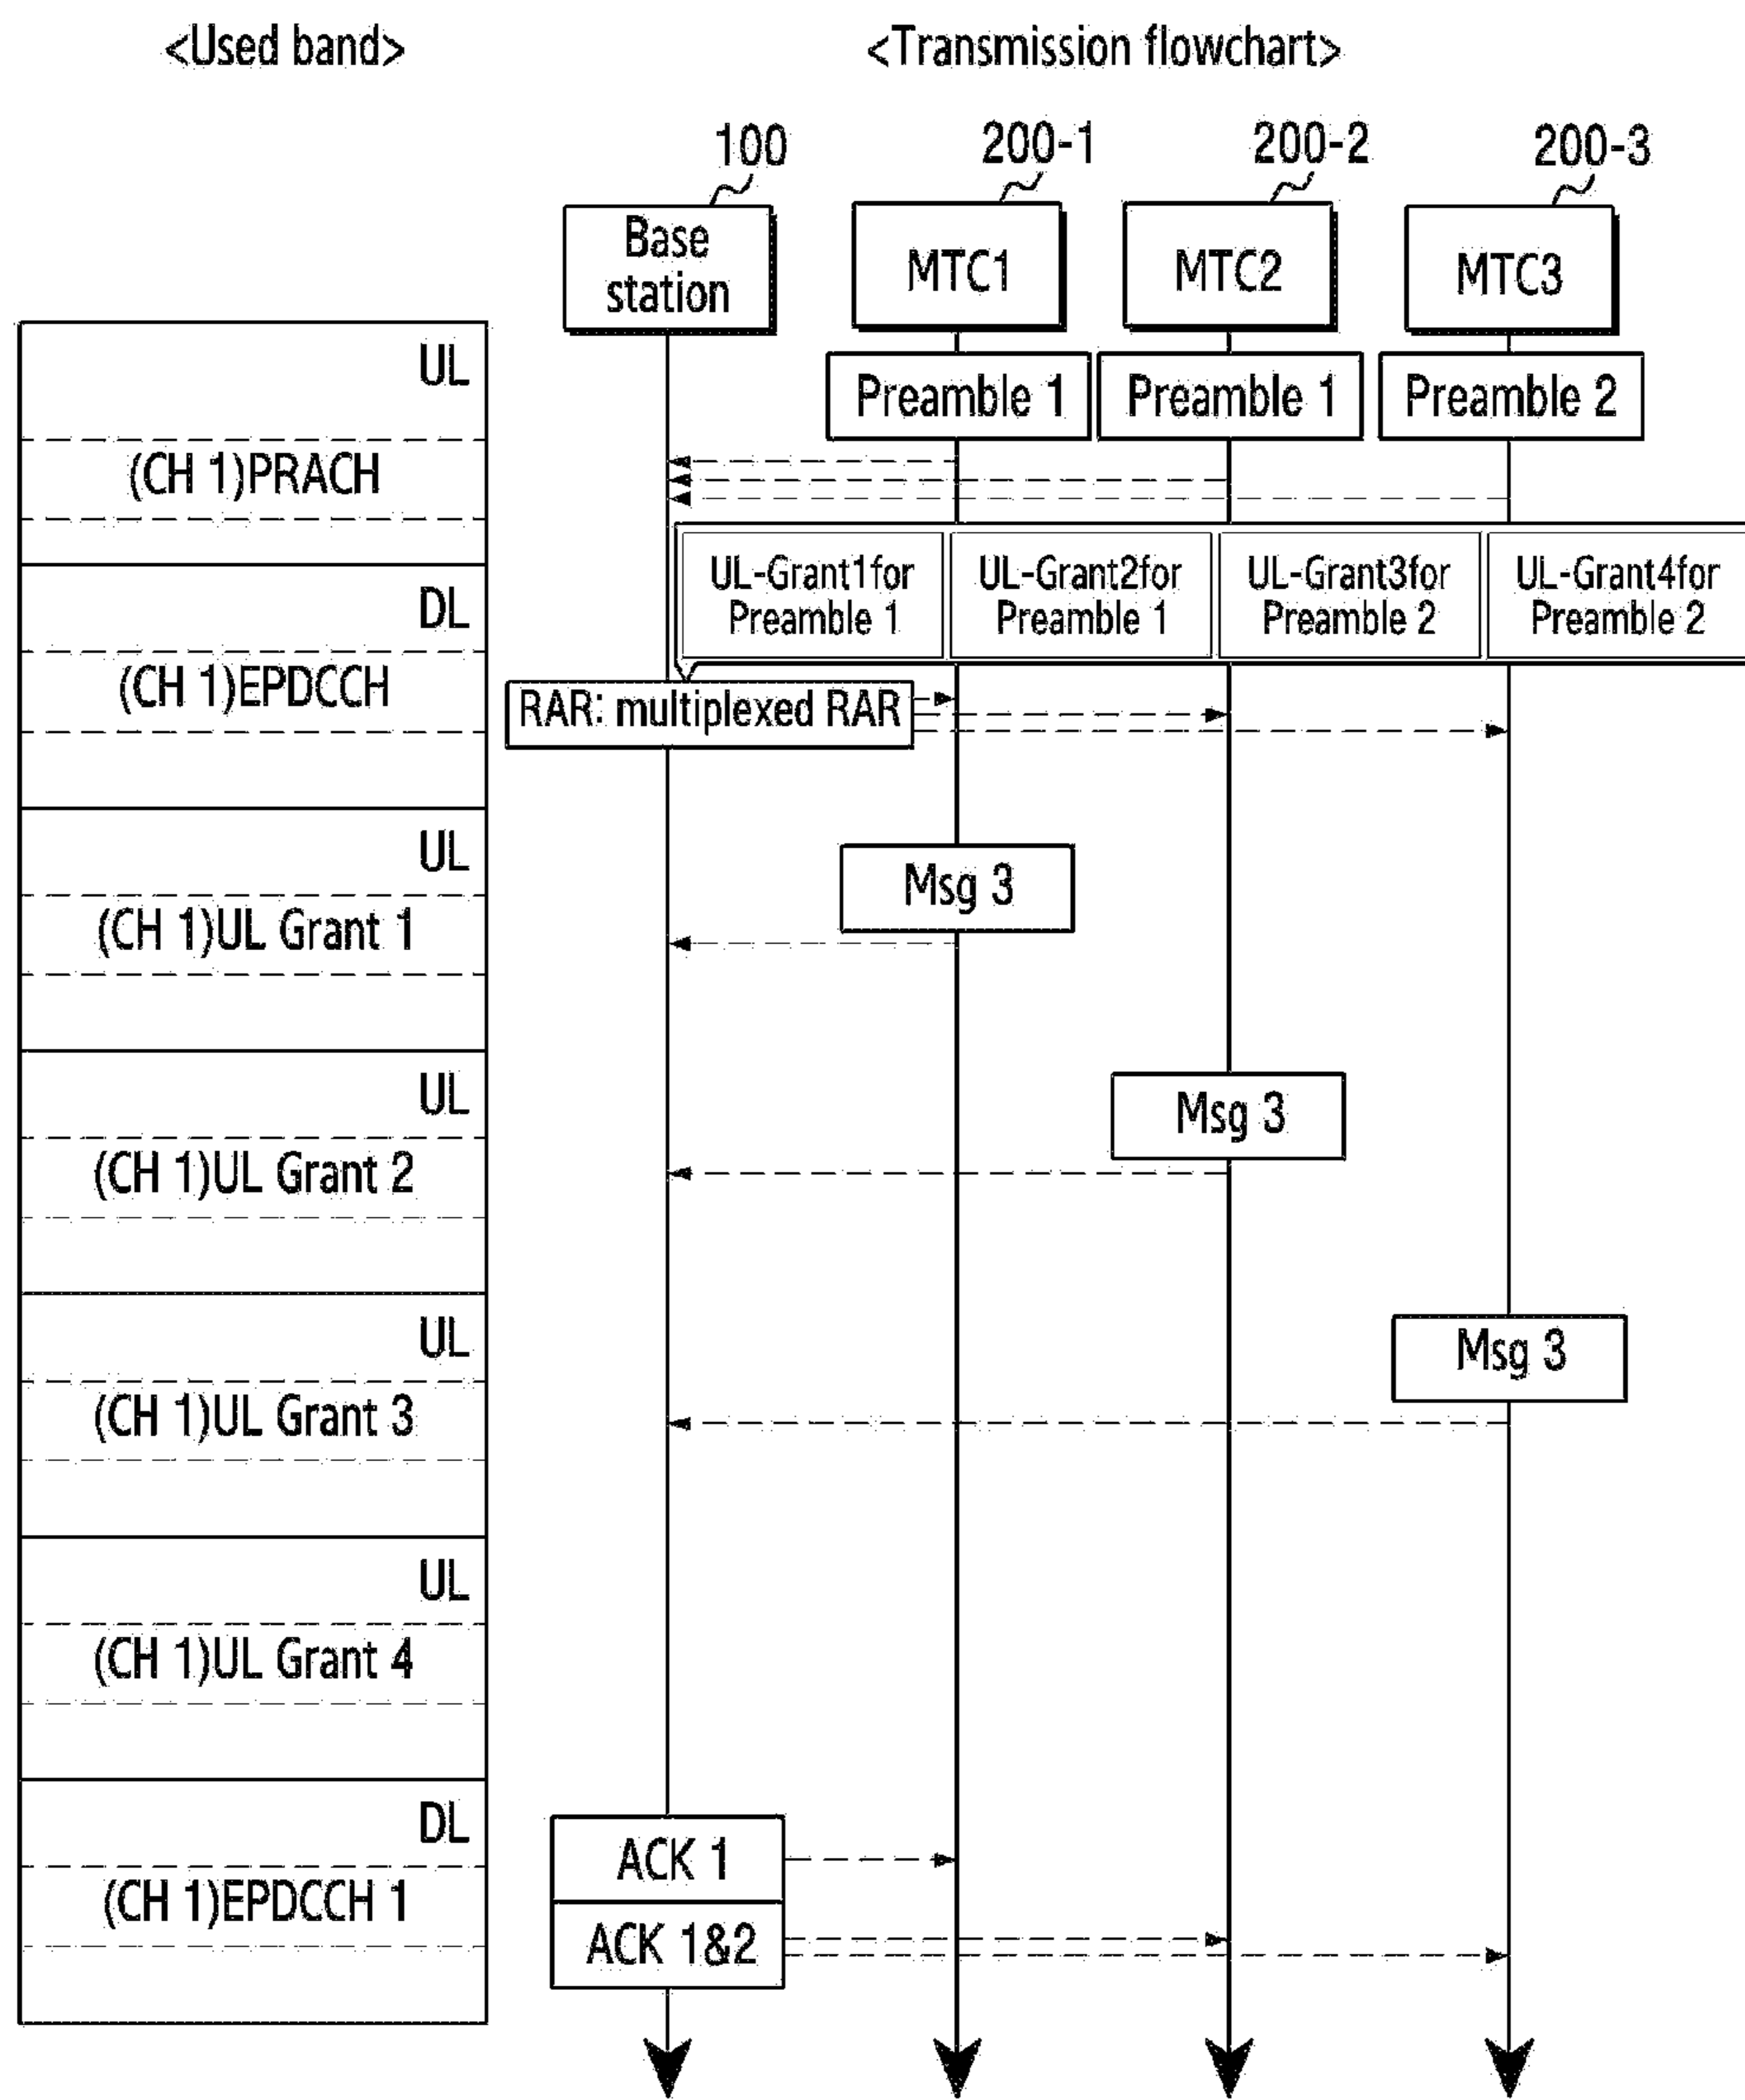 <Used band>
<Transmission flowchart>
100
200-1
200-2
200-3
Base
station
MTC1
MTC2
MTC3
UL
(CH 1)PRACH
Preamble 1
Preamble 1
Preamble 2
DL
(CH 1)EPDCCH
UL-Grant1for
Preamble 1
UL-Grant2for
Preamble 1
UL-Grant3for
Preamble 2
UL-Grant4for
Preamble 2
RAR: multiplexed RAR
UL
(CH 1)UL Grant 1
Msg 3
UL
(CH 1)UL Grant 2
Msg 3
UL
(CH 1)UL Grant 3
Msg 3
UL
(CH 1)UL Grant 4
DL
(CH 1)EPDCCH 1
ACK 1
ACK 1&2